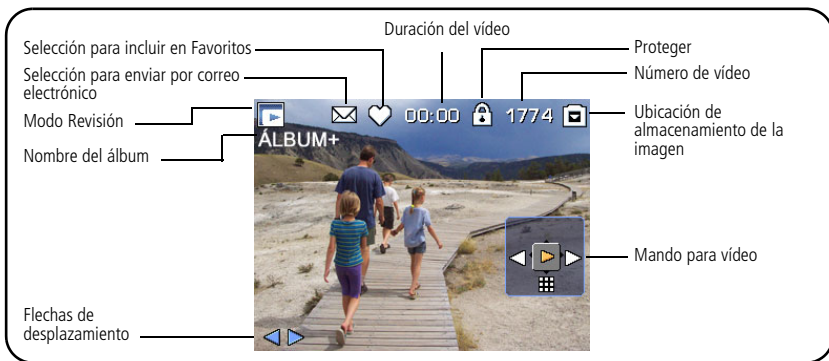 Duración del vídeo
Selección para incluir en Favoritos
Proteger
Selección para enviar por correo
electrónico
Número de vídeo
Modo Revisión
Ubicación de
almacenamiento de la
imagen
Nombre del álbum
00:00
1774
ÁLBUM+
Mando para vídeo
Flechas de
desplazamiento